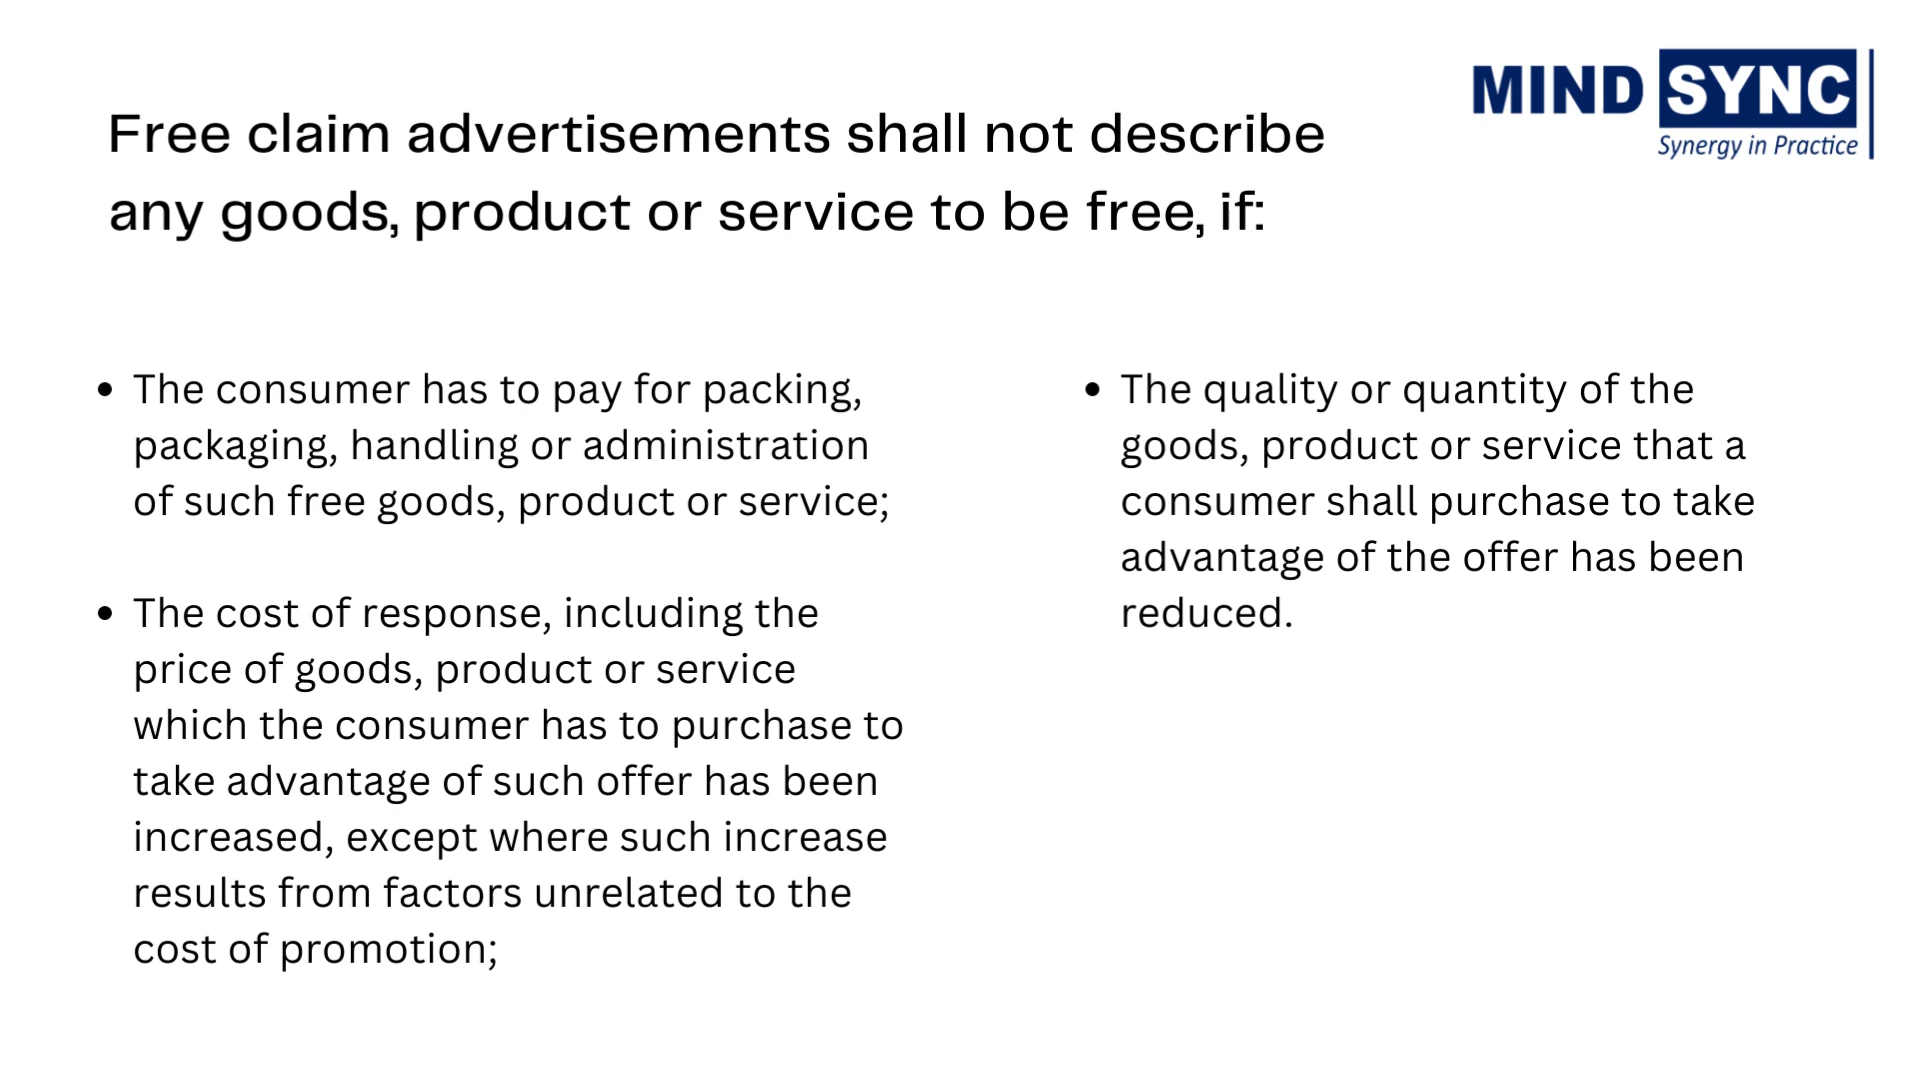 MIND SYNC
Synergy in Practice
Free claim advertisements shall not describe
any goods, product or service to be free, if:
• The consumer has to pay for packing,
packaging, handling or administration
of such free goods, product or service;
• The cost of response, including the
price of goods, product or service
which the consumer has to purchase to
take advantage of such offer has been
increased, except where such increase
results from factors unrelated to the
cost of promotion;
• The quality or quantity of the
goods, product or service that a
consumer shall purchase to take
advantage of the offer has been
reduced.